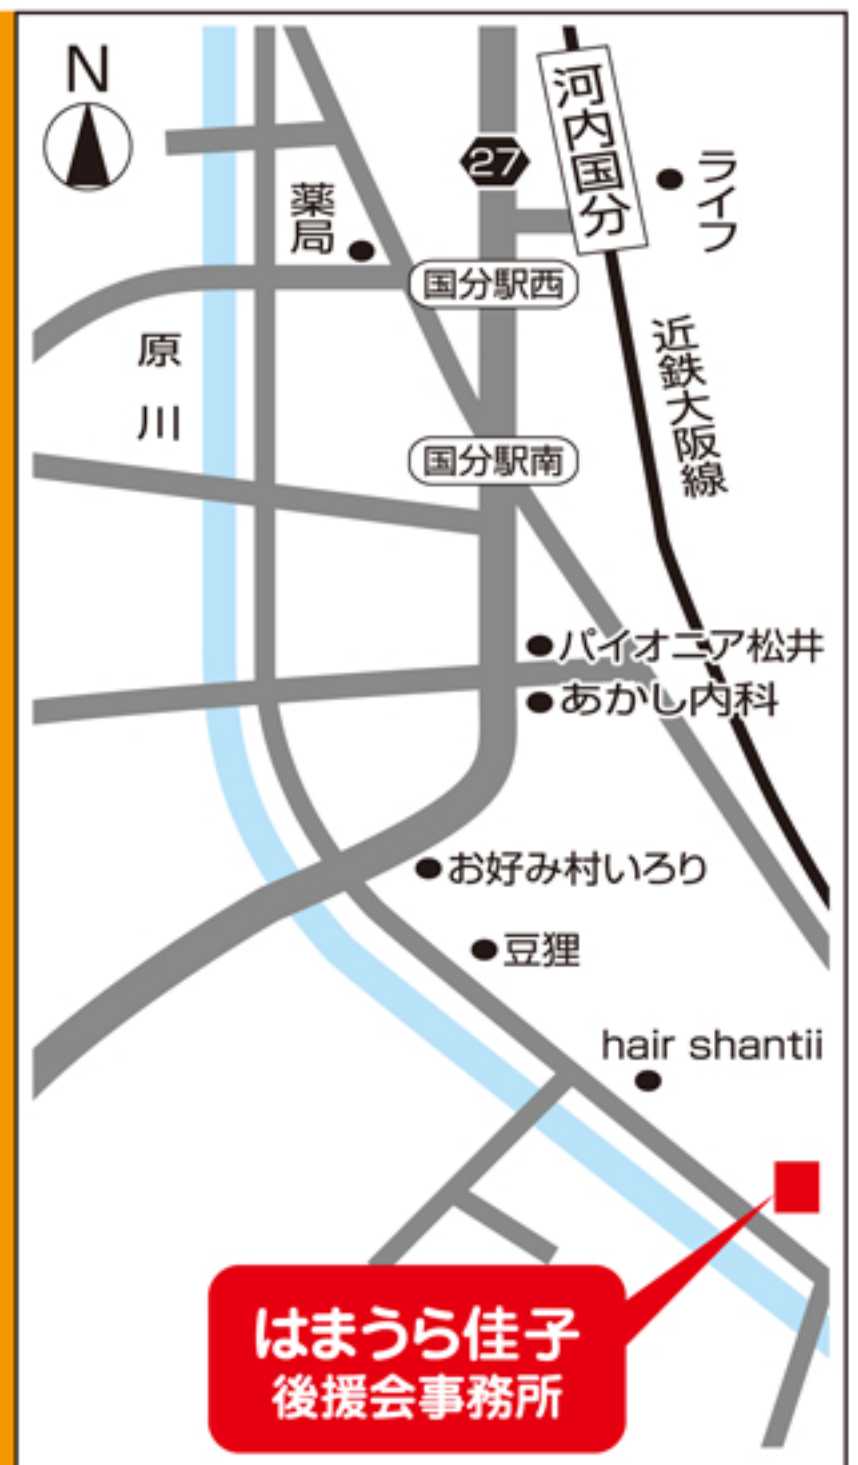 N
河内国分
27
ライフ
薬局
国分駅西
原川
近鉄大阪線
国分駅南
パイオニア松井
あかし内科
お好み村いろり
豆狸
hair shantii
はまうら佳子
後援会事務所